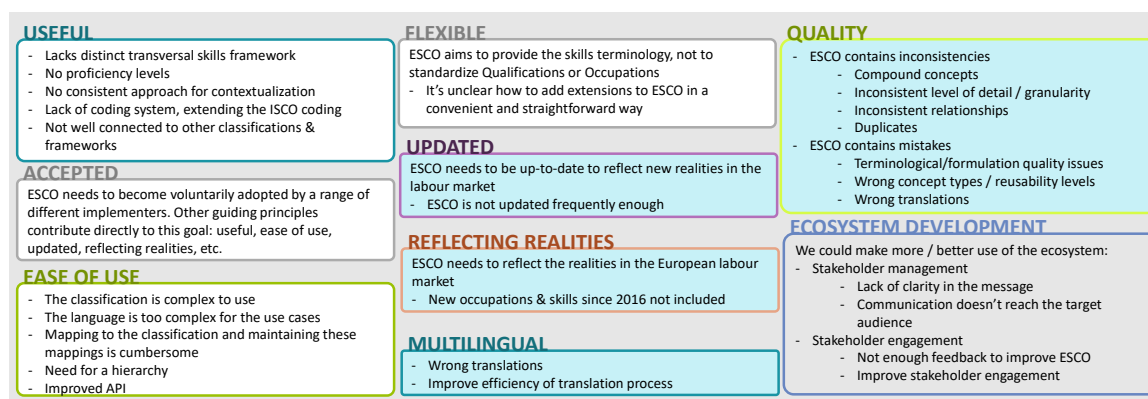 USEFUL
- Lacks distinct transversal skills framework
- No proficiency levels
- No consistent approach for contextualization
- Lack of coding system, extending the ISCO coding
- Not well connected to other classifications &
frameworks
ACCEPTED
ESCO needs to become voluntarily adopted by a range of
different implementers. Other guiding principles
contribute directly to this goal: useful, ease of use,
updated, reflecting realities, etc.
EASE OF USE
- The classification is complex to use
- The language is too complex for the use cases
- Mapping to the classification and maintaining these
mappings is cumbersome
- Need for a hierarchy
- Improved API
FLEXIBLE
ESCO aims to provide the skills terminology, not to
standardize Qualifications or Occupations
- It's unclear how to add extensions to ESCO in a
convenient and straightforward way
UPDATED
ESCO needs to be up-to-date to reflect new realities in the
labour market
- ESCO is not updated frequently enough
REFLECTING REALITIES
ESCO needs to reflect the realities in the European labour
market
- New occupations & skills since 2016 not included
MULTILINGUAL
- Wrong translations
- Improve efficiency of translation process
QUALITY
- ESCO contains inconsistencies
- Compound concepts
- Inconsistent level of detail / granularity
- Inconsistent relationships
- Duplicates
- ESCO contains mistakes
- Terminological/formulation quality issues
- Wrong concept types / reusability levels
- Wrong translations
ECOSYSTEM DEVELOPMENT
We could make more / better use of the ecosystem:
- Stakeholder management
- Lack of clarity in the message
- Communication doesn't reach the target
audience
- Stakeholder engagement
- Not enough feedback to improve ESCO
- Improve stakeholder engagement